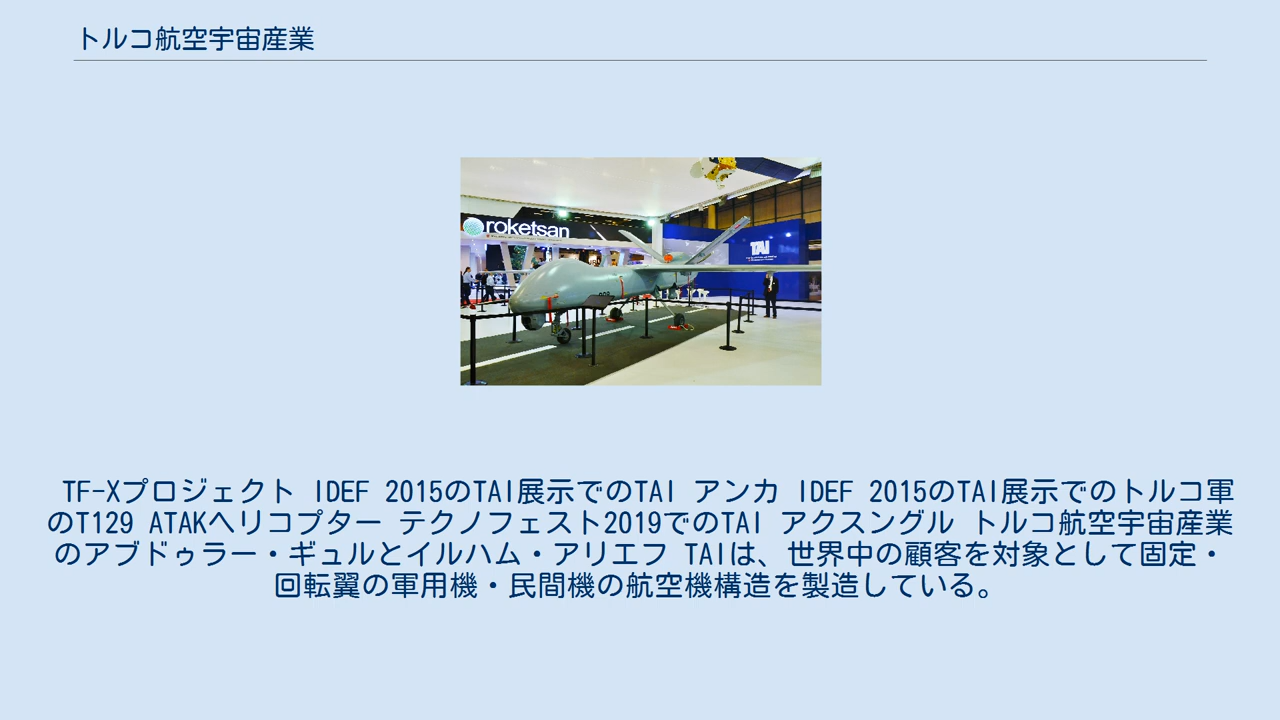 トルコ航空宇宙産業
roketsan
TAI
TF-Xプロジェクト IDEF 2015のTAI展示でのTAI アンカ IDEF 2015のTAI展示でのトルコ軍
のT129 ATAKヘリコプター テクノフェスト2019でのTAI アクスングル トルコ航空宇宙産業
のアブドゥラー・ギュルとイルハム・アリエフ TAIは、世界中の顧客を対象として固定・
回転翼の軍用機・民間機の航空機構造を製造している。